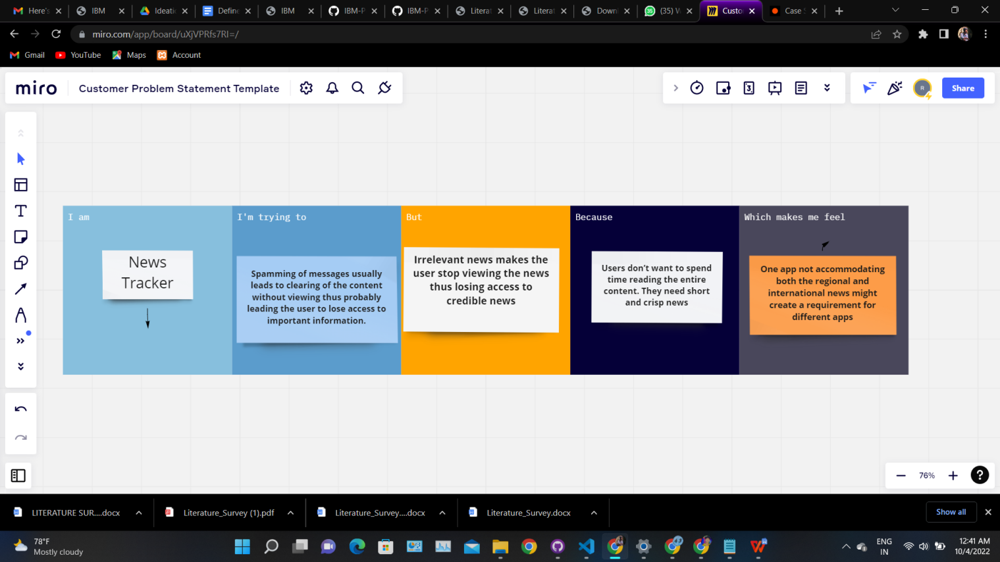 Here's
IBM
Ideati
Define
IBM
IBM-P
IBM-P
Literat
Literat
Downl
(35) W
Custo
Case S
miro.com/app/board/uXjVPRfs7RI=/
Gmail
YouTube
Maps
Account
miro
Customer Problem Statement Template
3
R
Share
I am
News
Tracker
I'm trying to
Spamming of messages usually
leads to clearing of the content
without viewing thus probably
leading the user to lose access to
important information.
But
Irrelevant news makes the
user stop viewing the news
thus losing access to
credible news
Because
Users don't want to spend
time reading the entire
content. They need short
and crisp news
Which makes me feel
One app not accommodating
both the regional and
international news might
create a requirement for
different apps
76%
?
LITERATURE SUR....docx
Literature_Survey (1).pdf
Literature_Survey....docx
Literature_Survey.docx
Show all
78°F
Mostly cloudy
ENG
IN
12:41 AM
10/4/2022